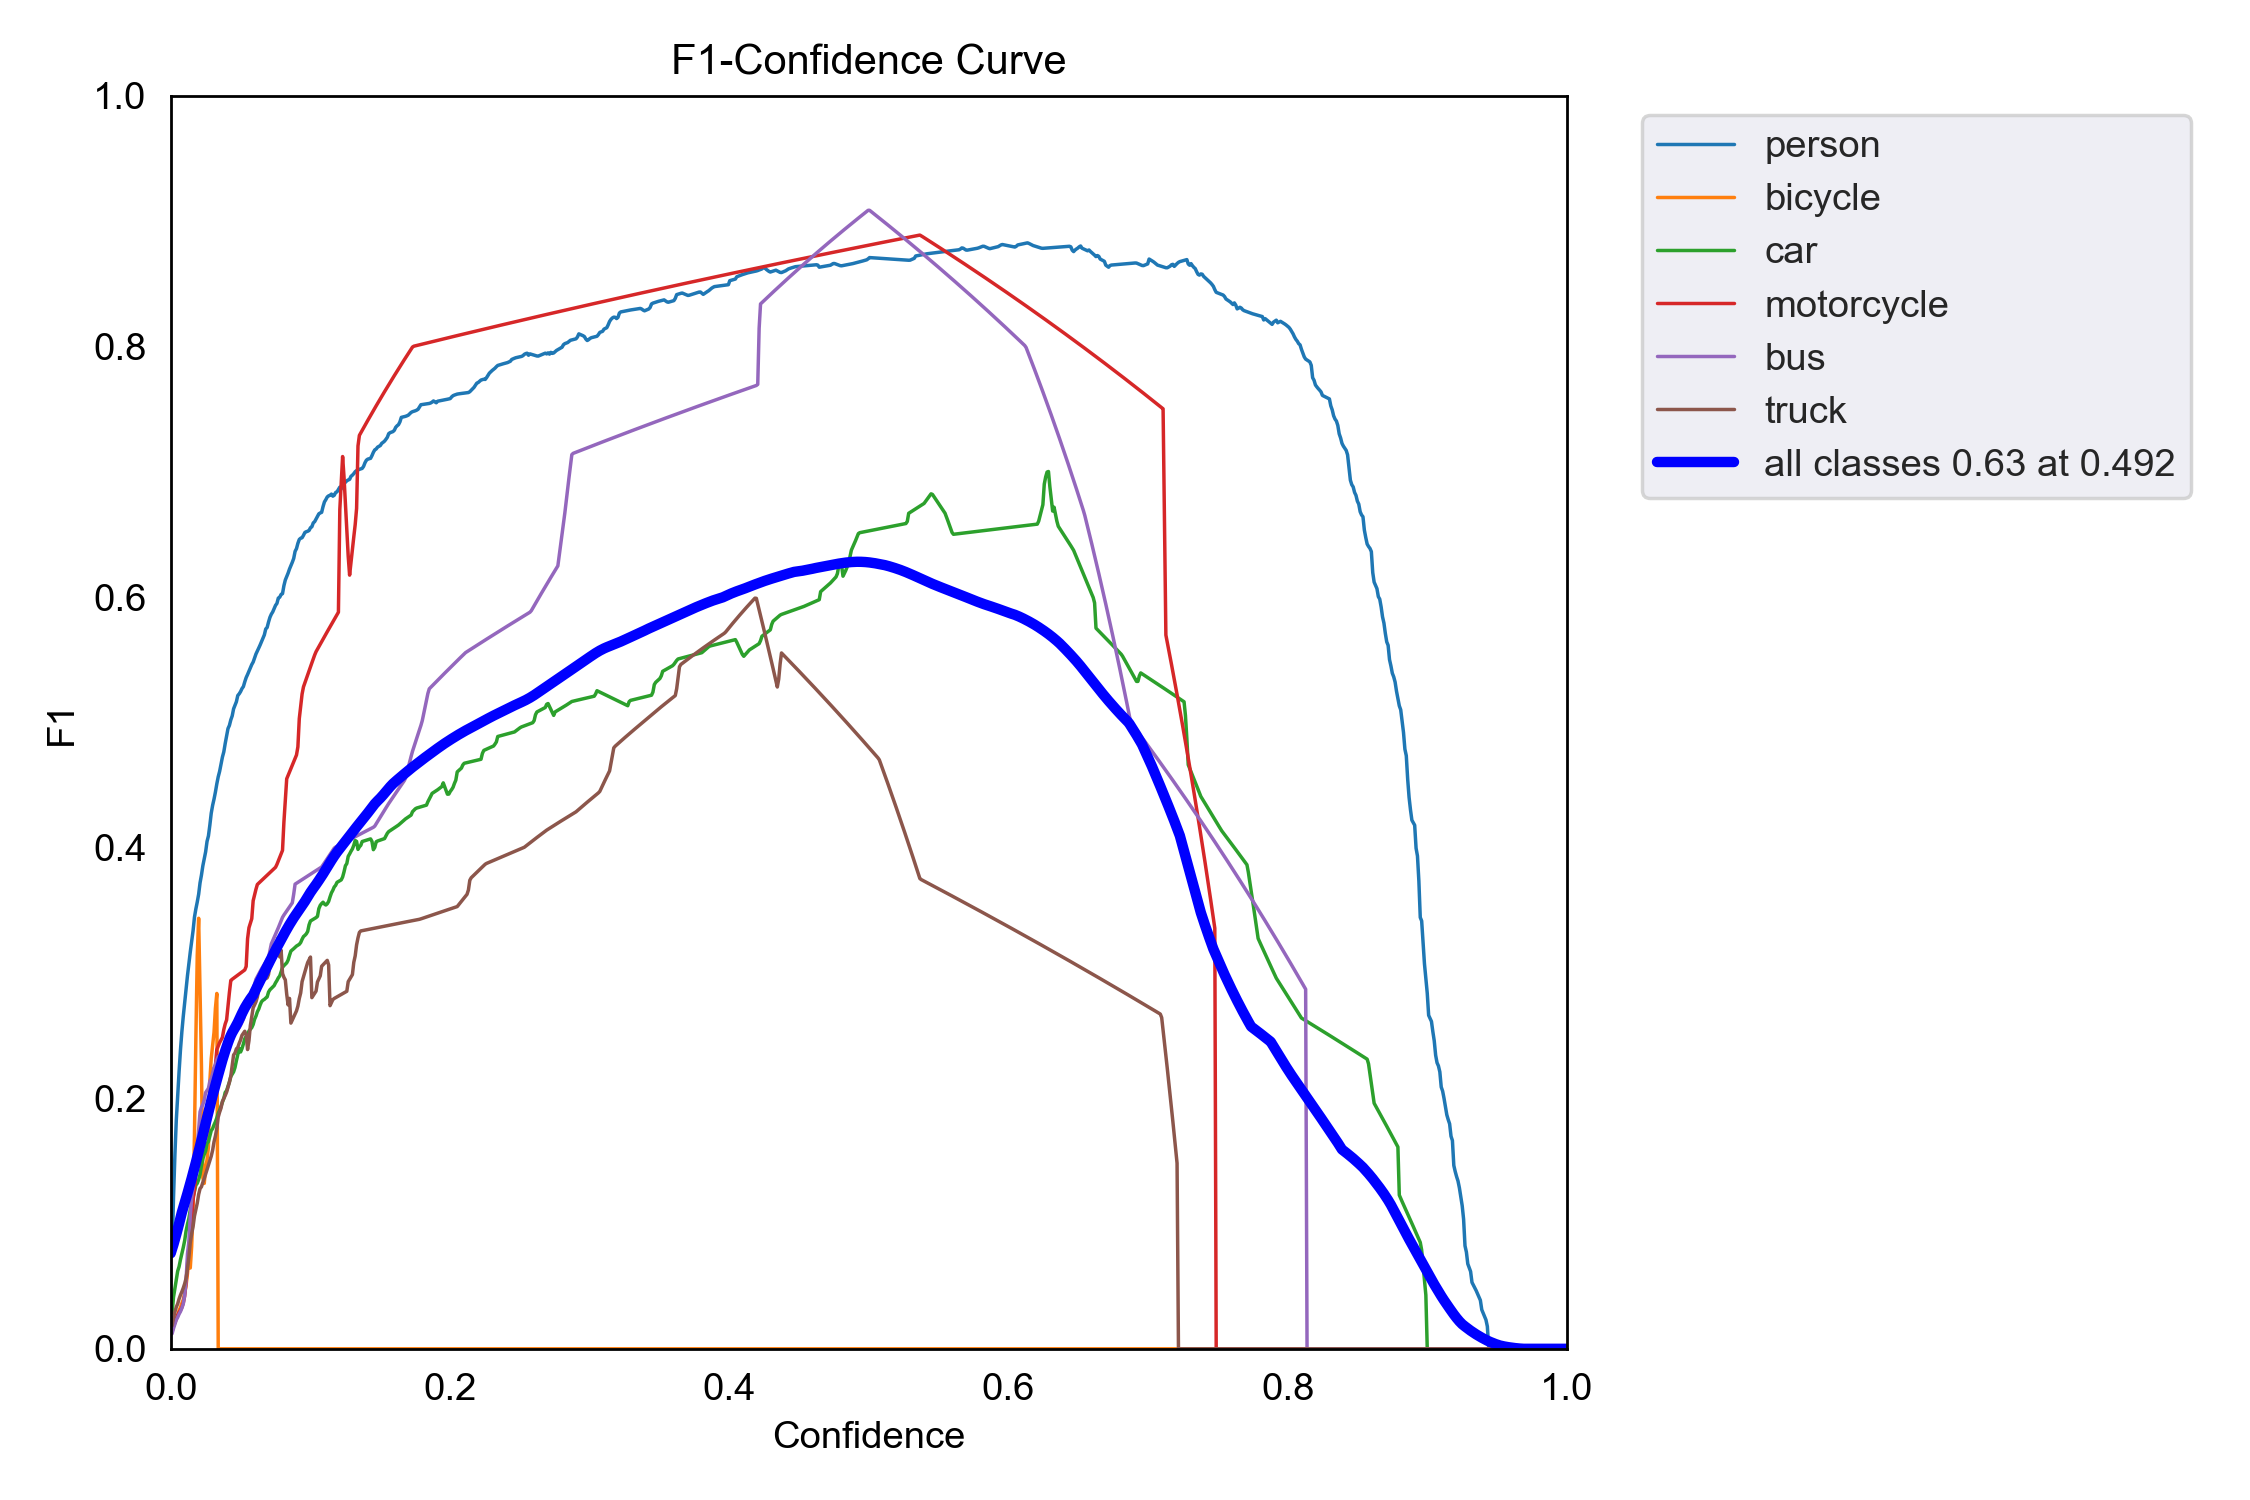 F1-Confidence Curve
1.0
0.8
0.6
0.4
0.2
0.0
F1
0.0 0.2 0.4 0.6 0.8 1.0
Confidence
person
bicycle
car
motorcycle
bus
truck
all classes 0.63 at 0.492